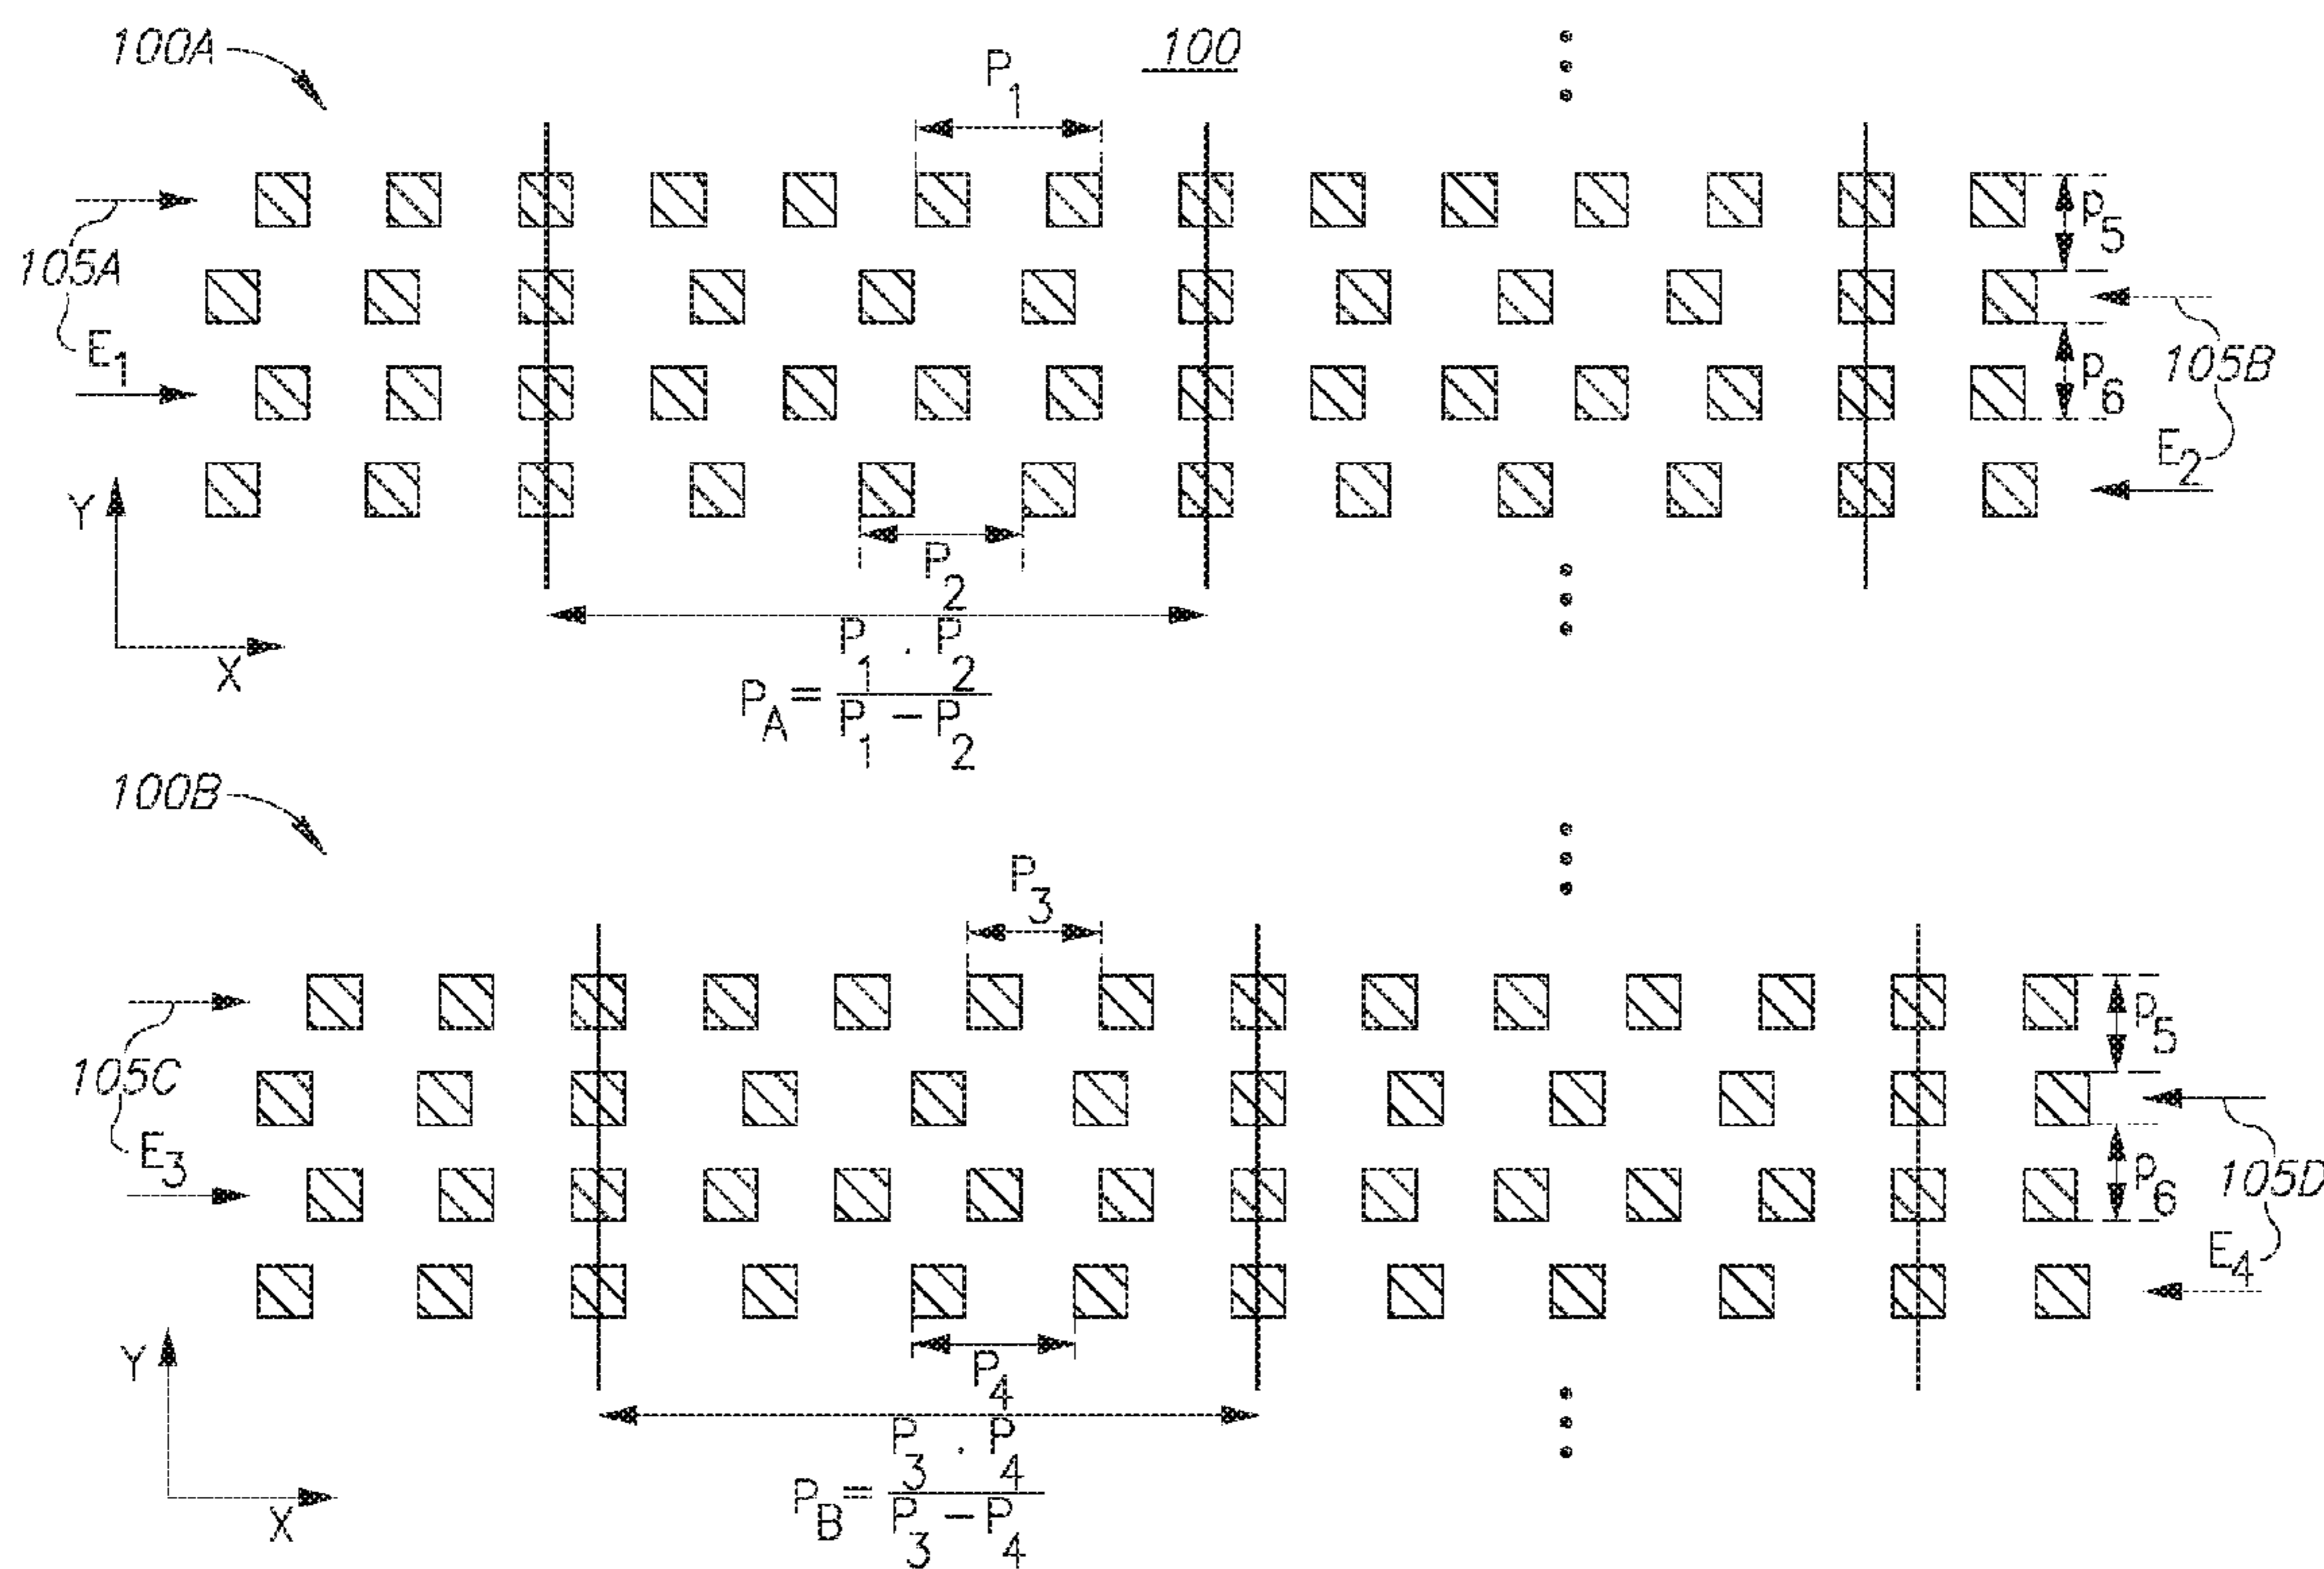 100A
100
P1
105A
P5
E1
105B
P6
E2
Y
P2
X
PA = P1 . P2 / P1 − P2
100B
P3
105C
P5
E3
105D
P6
E4
Y
P4
X
PB = P3 . P4 / P3 − P4